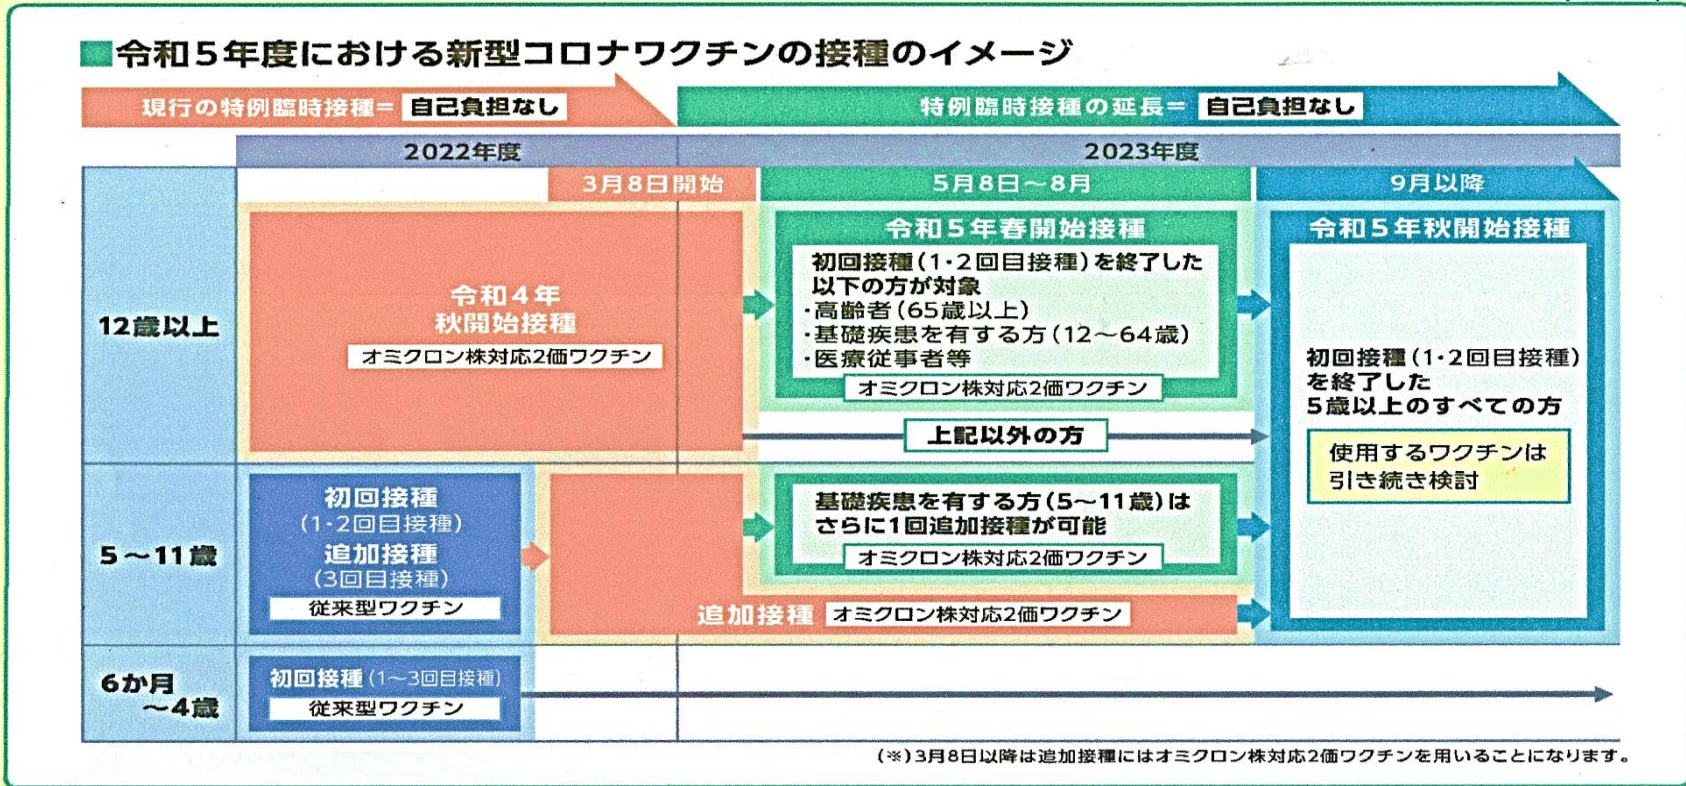 ■令和5年度における新型コロナワクチンの接種のイメージ
現行の特例臨時接種= 自己負担なし
特例臨時接種の延長= 自己負担なし
2022年度
2023年度
3月8日開始
5月8日〜8月
9月以降
12歳以上
令和4年
秋開始接種
オミクロン株対応2価ワクチン
令和5年春開始接種
初回接種(1・2回目接種)を終了した
以下の方が対象
・高齢者(65歳以上)
・基礎疾患を有する方(12〜64歳)
・医療従事者等
オミクロン株対応2価ワクチン
上記以外の方
令和5年秋開始接種
初回接種(1・2回目接種)
を終了した
5歳以上のすべての方
使用するワクチンは
引き続き検討
5〜11歳
初回接種
(1・2回目接種)
追加接種
(3回目接種)
従来型ワクチン
基礎疾患を有する方(5〜11歳)は
さらに1回追加接種が可能
オミクロン株対応2価ワクチン
追加接種 オミクロン株対応2価ワクチン
6か月
〜4歳
初回接種(1〜3回目接種)
従来型ワクチン
(※)3月8日以降は追加接種にはオミクロン株対応2価ワクチンを用いることになります。